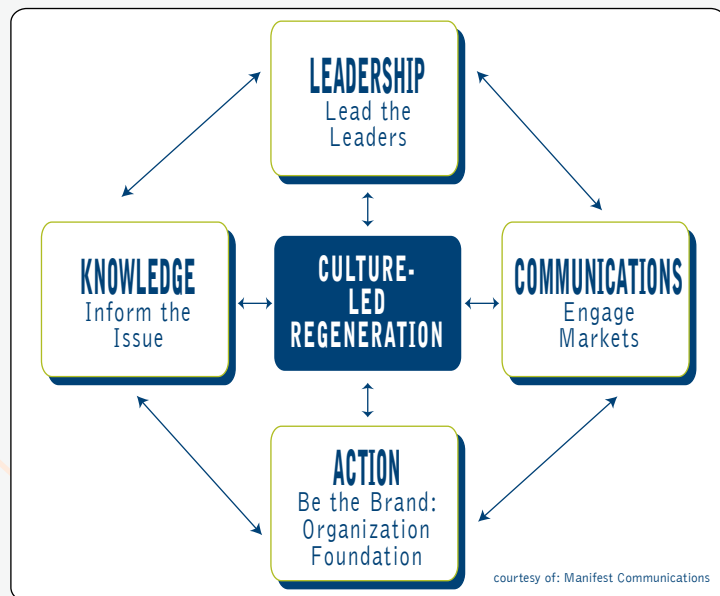 LEADERSHIP
Lead the
Leaders
KNOWLEDGE
Inform the
Issue
CULTURE-
LED
REGENERATION
COMMUNICATIONS
Engage
Markets
ACTION
Be the Brand:
Organization
Foundation
courtesy of: Manifest Communications